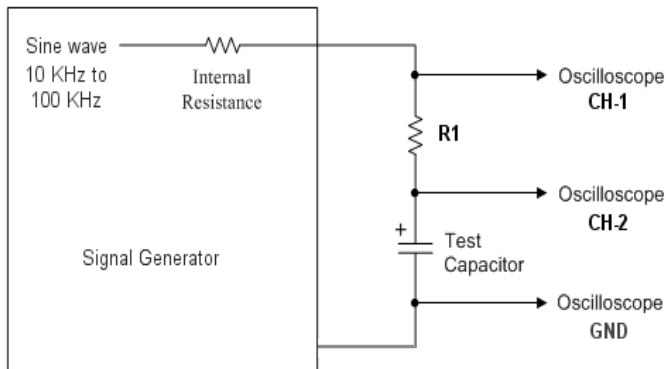 Sine wave
10 KHz to
100 KHz
Internal
Resistance
Signal Generator
Oscilloscope
CH-1
R1
Oscilloscope
CH-2
+
Test
Capacitor
Oscilloscope
GND